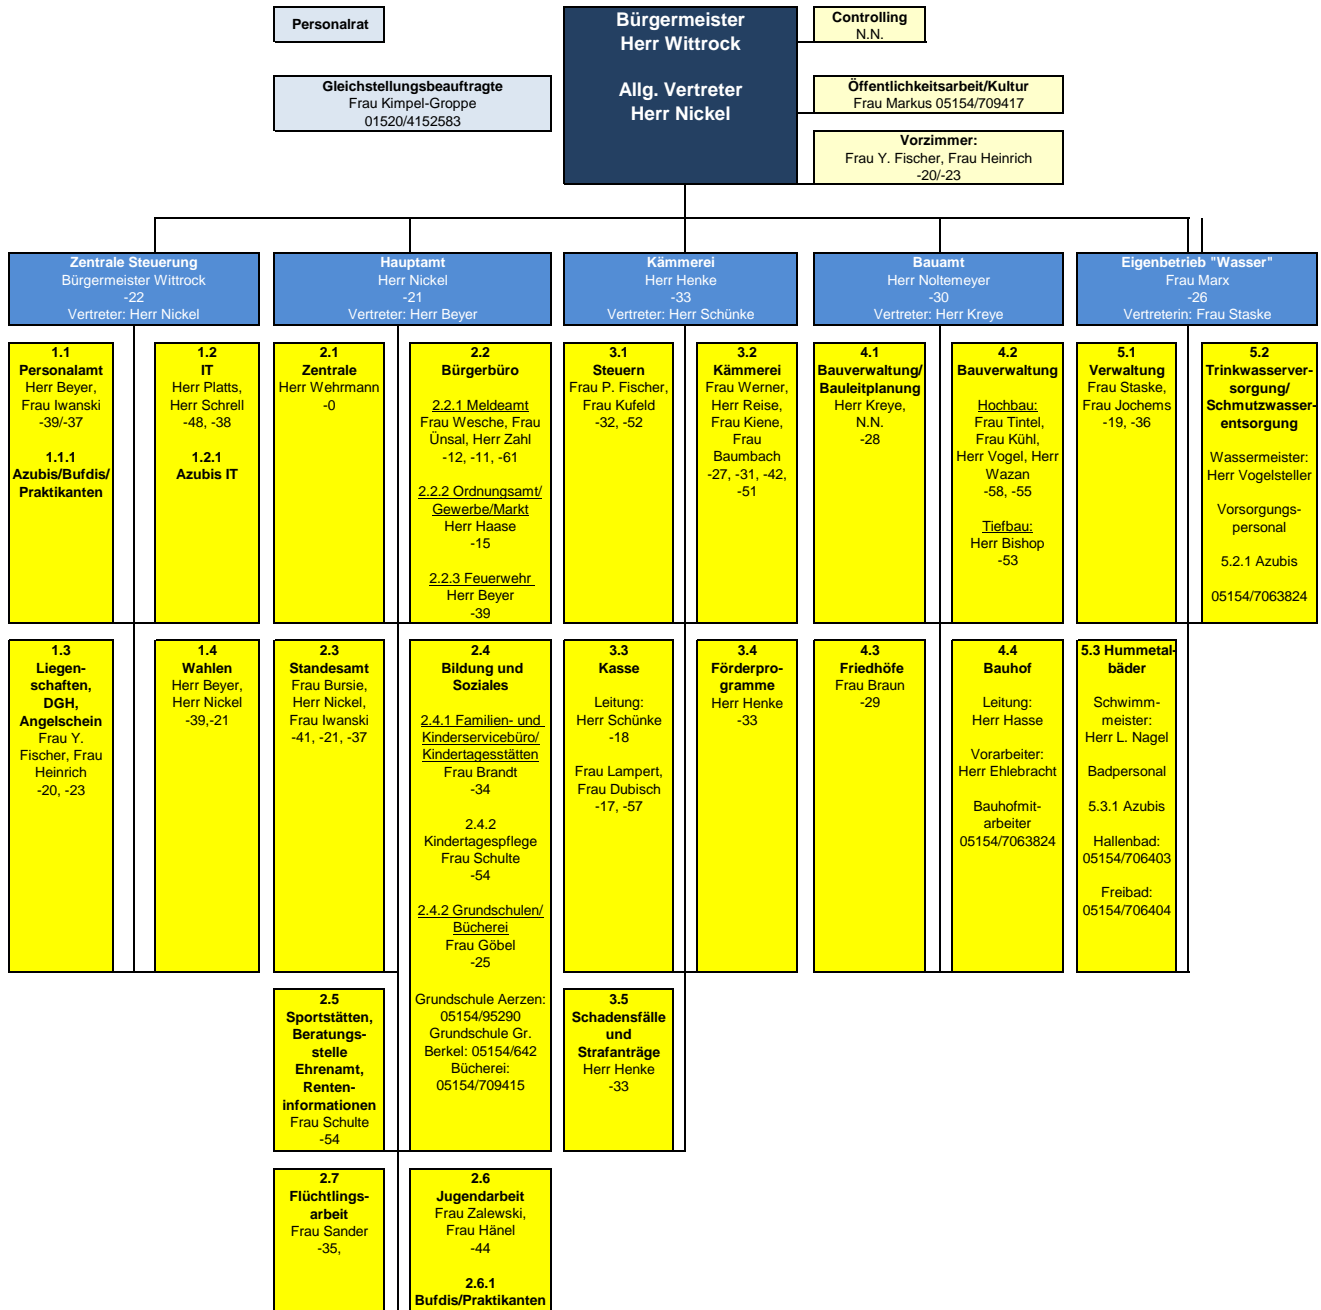 Personalrat
Bürgermeister
Herr Wittrock
Allg. Vertreter
Herr Nickel
Controlling
N.N.
Gleichstellungsbeauftragte
Frau Kimpel-Groppe
01520/4152583
Öffentlichkeitsarbeit/Kultur
Frau Markus 05154/709417
Vorzimmer:
Frau Y. Fischer, Frau Heinrich
-20/-23
Zentrale Steuerung
Bürgermeister Wittrock
-22
Vertreter: Herr Nickel
Hauptamt
Herr Nickel
-21
Vertreter: Herr Beyer
Kämmerei
Herr Henke
-33
Vertreter: Herr Schünke
Bauamt
Herr Noltemeyer
-30
Vertreter: Herr Kreye
Eigenbetrieb "Wasser"
Frau Marx
-26
Vertreterin: Frau Staske
1.1
Personalamt
Herr Beyer,
Frau Iwanski
-39/-37
1.1.1
Azubis/Bufdis/
Praktikanten
1.2
IT
Herr Platts,
Herr Schrell
-48, -38
1.2.1
Azubis IT
2.1
Zentrale
Herr Wehrmann
-0
2.2
Bürgerbüro
2.2.1 Meldeamt
Frau Wesche, Frau
Ünsal, Herr Zahl
-12, -11, -61
2.2.2 Ordnungsamt/
Gewerbe/Markt
Herr Haase
-15
2.2.3 Feuerwehr
Herr Beyer
-39
3.1
Steuern
Frau P. Fischer,
Frau Kufeld
-32, -52
3.2
Kämmerei
Frau Werner,
Herr Reise,
Frau Kiene,
Frau
Baumbach
-27, -31, -42,
-51
4.1
Bauverwaltung/
Bauleitplanung
Herr Kreye,
N.N.
-28
4.2
Bauverwaltung
Hochbau:
Frau Tintel,
Frau Kühl,
Herr Vogel, Herr
Wazan
-58, -55
Tiefbau:
Herr Bishop
-53
5.1
Verwaltung
Frau Staske,
Frau Jochems
-19, -36
5.2
Trinkwasserver-
sorgung/
Schmutzwasser-
entsorgung
Wassermeister:
Herr Vogelsteller
Vorsorgungs-
personal
5.2.1 Azubis
05154/7063824
1.3
Liegen-
schaften,
DGH,
Angelschein
Frau Y.
Fischer, Frau
Heinrich
-20, -23
1.4
Wahlen
Herr Beyer,
Herr Nickel
-39,-21
2.3
Standesamt
Frau Bursie,
Herr Nickel,
Frau Iwanski
-41, -21, -37
2.4
Bildung und
Soziales
2.4.1 Familien- und
Kinderservicebüro/
Kindertagesstätten
Frau Brandt
-34
2.4.2
Kindertagespflege
Frau Schulte
-54
2.4.2 Grundschulen/
Bücherei
Frau Göbel
-25
Grundschule Aerzen:
05154/95290
Grundschule Gr.
Berkel: 05154/642
Bücherei:
05154/709415
3.3
Kasse
Leitung:
Herr Schünke
-18
Frau Lampert,
Frau Dubisch
-17, -57
3.4
Förderpro-
gramme
Herr Henke
-33
4.3
Friedhöfe
Frau Braun
-29
4.4
Bauhof
Leitung:
Herr Hasse
Vorarbeiter:
Herr Ehlebracht
Bauhofmit-
arbeiter
05154/7063824
5.3 Hummetal-
bäder
Schwimm-
meister:
Herr L. Nagel
Badpersonal
5.3.1 Azubis
Hallenbad:
05154/706403
Freibad:
05154/706404
2.5
Sportstätten,
Beratungs-
stelle
Ehrenamt,
Renten-
informationen
Frau Schulte
-54
3.5
Schadensfälle
und
Strafanträge
Herr Henke
-33
2.7
Flüchtlings-
arbeit
Frau Sander
-35,
2.6
Jugendarbeit
Frau Zalewski,
Frau Hänel
-44
2.6.1
Bufdis/Praktikanten